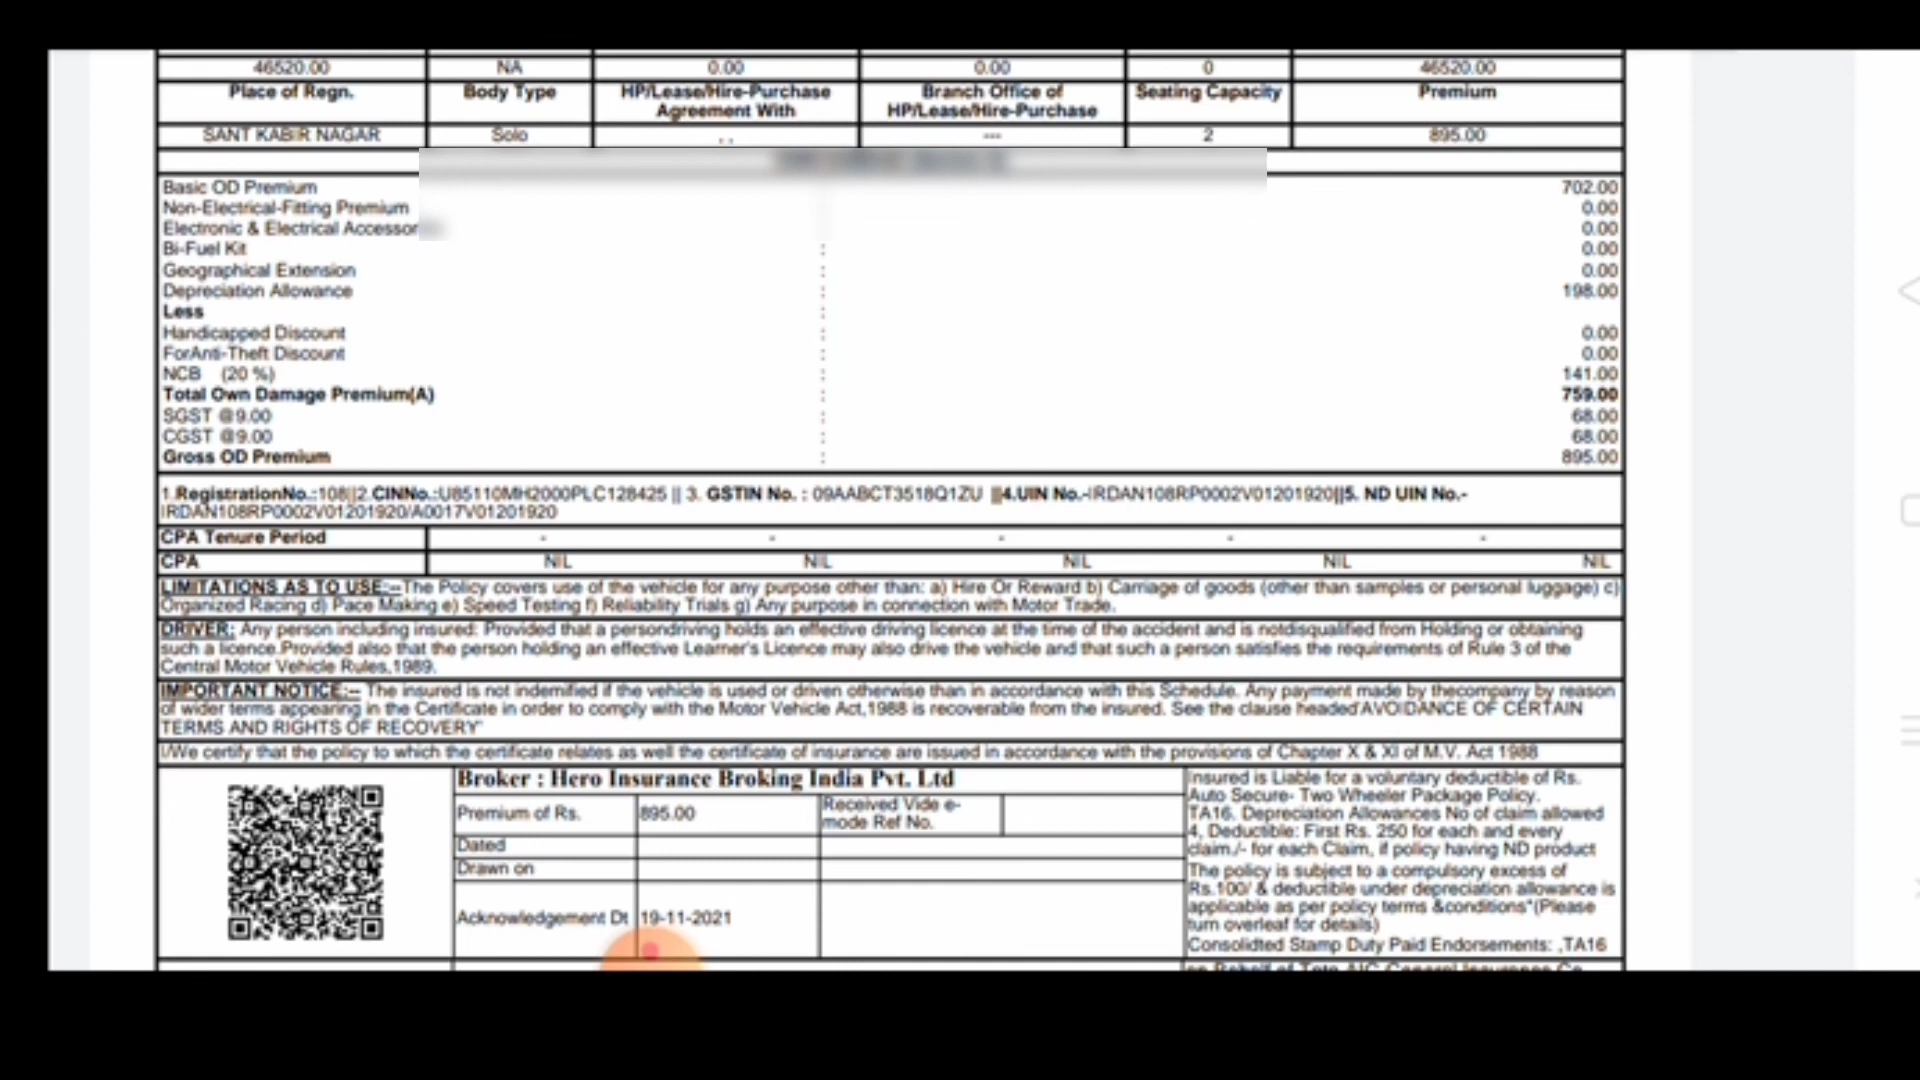 46520.00 NA 0.00 0.00 0 46520.00
Place of Regn. Body Type HP/Lease/Hire-Purchase Agreement With Branch Office of HP/Lease/Hire-Purchase Seating Capacity Premium
SANT KABIR NAGAR Solo , , --- 2 895.00
Basic OD Premium 702.00
Non-Electrical-Fitting Premium 0.00
Electronic & Electrical Accessor 0.00
Bi-Fuel Kit : 0.00
Geographical Extension : 0.00
Depreciation Allowance : 198.00
Less :
Handicapped Discount : 0.00
ForAnti-Theft Discount : 0.00
NCB (20 %) : 141.00
Total Own Damage Premium(A) : 759.00
SGST @9.00 : 68.00
CGST @9.00 : 68.00
Gross OD Premium : 895.00
1.RegistrationNo.:108||2.CINNo.:U85110MH2000PLC128425 || 3. GSTIN No. : 09AABCT3518Q1ZU ||4.UIN No.-IRDAN108RP0002V01201920||5. ND UIN No.-
IRDAN108RP0002V01201920/A0017V01201920
CPA Tenure Period - - - - -
CPA NIL NIL NIL NIL NIL
LIMITATIONS AS TO USE:--The Policy covers use of the vehicle for any purpose other than: a) Hire Or Reward b) Carriage of goods (other than samples or personal luggage) c)
Organized Racing d) Pace Making e) Speed Testing f) Reliability Trials g) Any purpose in connection with Motor Trade.
DRIVER: Any person including insured: Provided that a persondriving holds an effective driving licence at the time of the accident and is notdisqualified from Holding or obtaining
such a licence.Provided also that the person holding an effective Learner's Licence may also drive the vehicle and that such a person satisfies the requirements of Rule 3 of the
Central Motor Vehicle Rules,1989.
IMPORTANT NOTICE:-- The insured is not indemnified if the vehicle is used or driven otherwise than in accordance with this Schedule. Any payment made by thecompany by reason
of wider terms appearing in the Certificate in order to comply with the Motor Vehicle Act,1988 is recoverable from the insured. See the clause headed'AVOIDANCE OF CERTAIN
TERMS AND RIGHTS OF RECOVERY"
I/We certify that the policy to which the certificate relates as well the certificate of insurance are issued in accordance with the provisions of Chapter X & XI of M.V. Act 1988
Broker : Hero Insurance Broking India Pvt. Ltd
Premium of Rs. 895.00 Received Vide e-
mode Ref No.
Dated
Drawn on
Acknowledgement Dt 19-11-2021
Insured is Liable for a voluntary deductible of Rs.
Auto Secure- Two Wheeler Package Policy.
TA16. Depreciation Allowances No of claim allowed
4, Deductible: First Rs. 250 for each and every
claim./- for each Claim, if policy having ND product
The policy is subject to a compulsory excess of
Rs.100/ & deductible under depreciation allowance is
applicable as per policy terms &conditions"(Please
turn overleaf for details)
Consolidted Stamp Duty Paid Endorsements: ,TA16